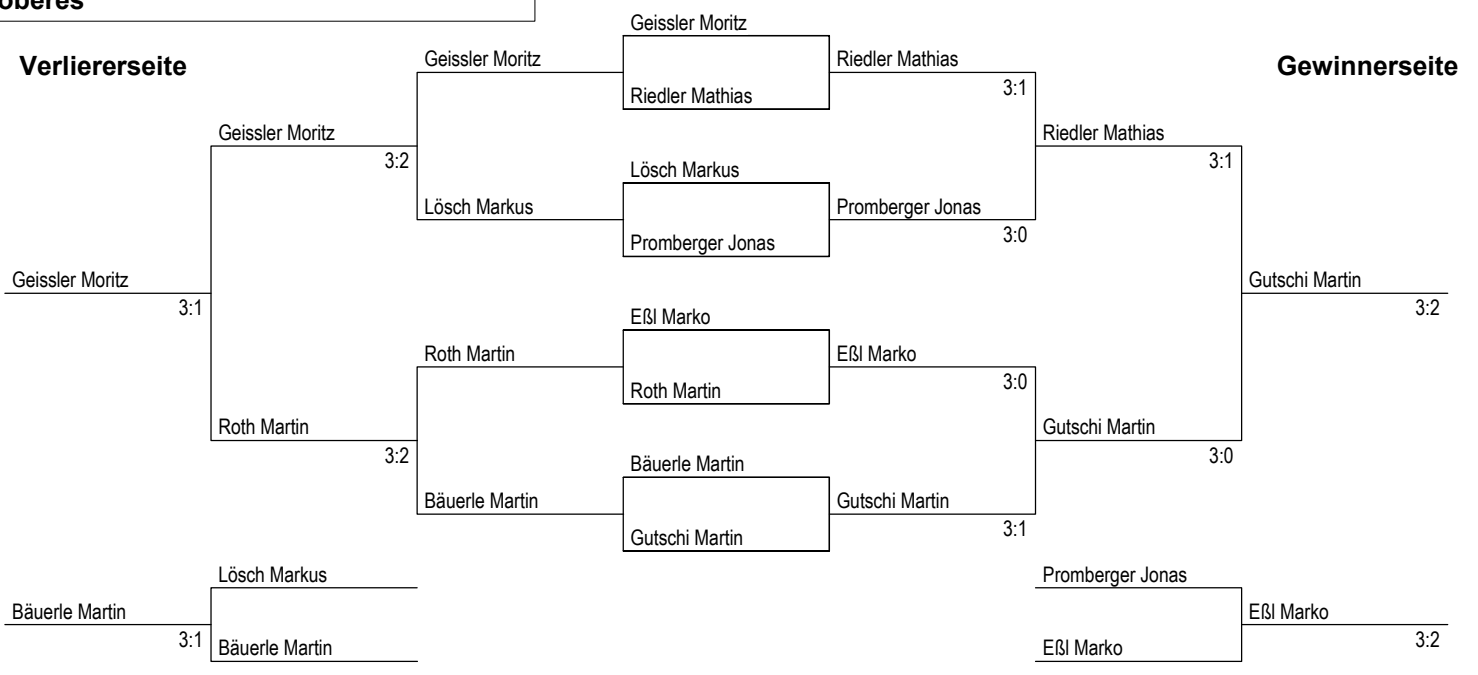 oberes
Verliererseite
Gewinnerseite
Geissler Moritz
Geissler Moritz
Riedler Mathias
Riedler Mathias
3:1
Geissler Moritz
3:2
Riedler Mathias
3:1
Lösch Markus
Lösch Markus
Promberger Jonas
Promberger Jonas
3:0
Geissler Moritz
3:1
Gutschi Martin
3:2
Eßl Marko
Roth Martin
Eßl Marko
3:0
Roth Martin
Roth Martin
3:2
Gutschi Martin
3:0
Bäuerle Martin
Bäuerle Martin
Gutschi Martin
3:1
Gutschi Martin
Lösch Markus
Promberger Jonas
Bäuerle Martin
3:1
Eßl Marko
3:2
Bäuerle Martin
Eßl Marko